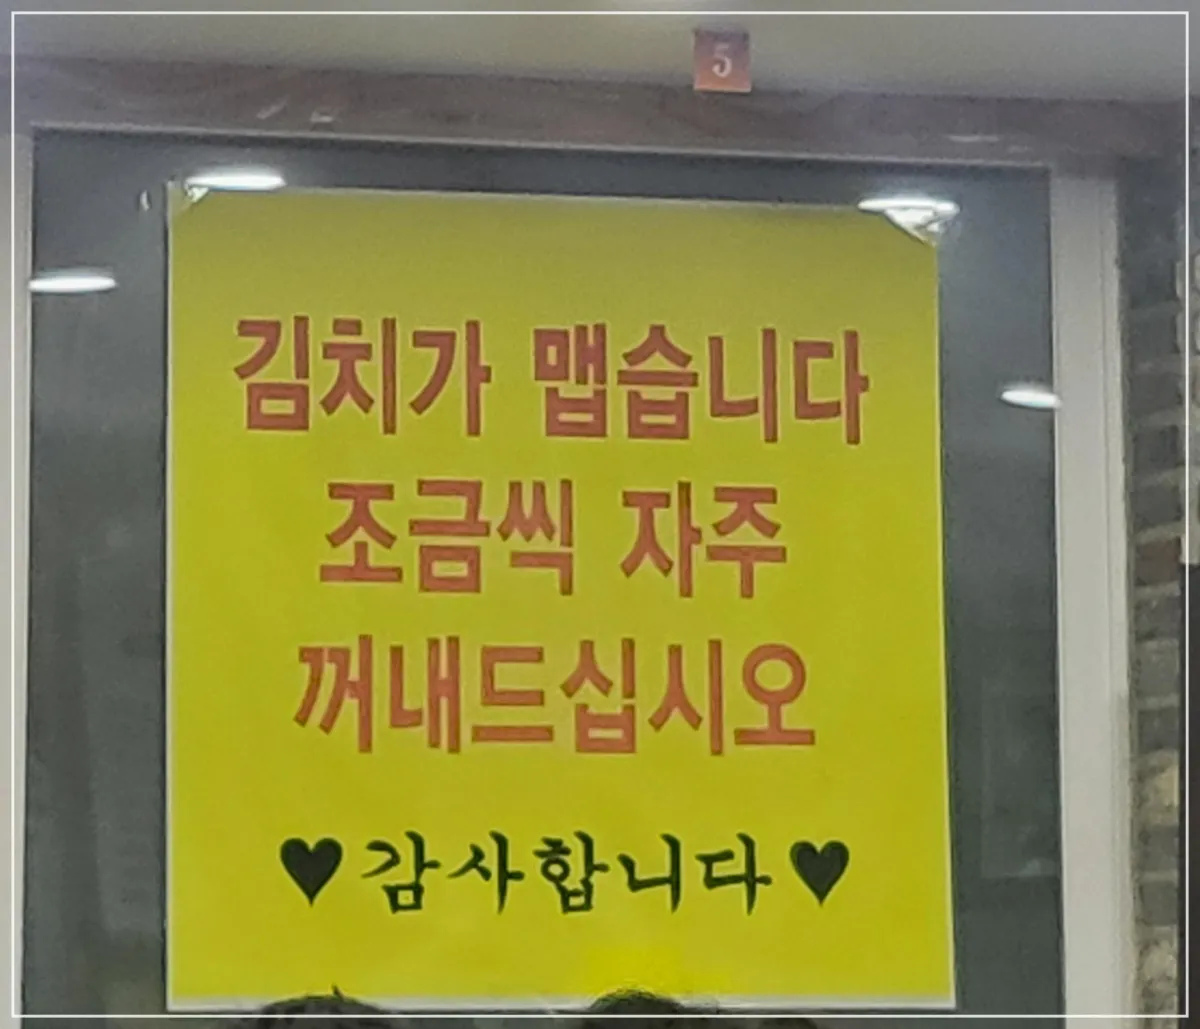 5
김치가 맵습니다
조금씩 자주
꺼내드십시오
♥감사합니다♥